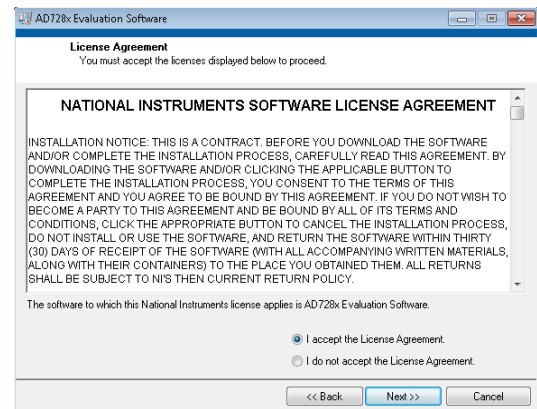 AD728x Evaluation Software
License Agreement
You must accept the licenses displayed below to proceed.
NATIONAL INSTRUMENTS SOFTWARE LICENSE AGREEMENT
INSTALLATION NOTICE: THIS IS A CONTRACT. BEFORE YOU DOWNLOAD THE SOFTWARE
AND/OR COMPLETE THE INSTALLATION PROCESS, CAREFULLY READ THIS AGREEMENT. BY
DOWNLOADING THE SOFTWARE AND/OR CLICKING THE APPLICABLE BUTTON TO
COMPLETE THE INSTALLATION PROCESS, YOU CONSENT TO THE TERMS OF THIS
AGREEMENT AND YOU AGREE TO BE BOUND BY THIS AGREEMENT. IF YOU DO NOT WISH TO
BECOME A PARTY TO THIS AGREEMENT AND BE BOUND BY ALL OF ITS TERMS AND
CONDITIONS, CLICK THE APPROPRIATE BUTTON TO CANCEL THE INSTALLATION PROCESS,
DO NOT INSTALL OR USE THE SOFTWARE, AND RETURN THE SOFTWARE WITHIN THIRTY
(30) DAYS OF RECEIPT OF THE SOFTWARE (WITH ALL ACCOMPANYING WRITTEN MATERIALS,
ALONG WITH THEIR CONTAINERS) TO THE PLACE YOU OBTAINED THEM. ALL RETURNS
SHALL BE SUBJECT TO NI'S THEN CURRENT RETURN POLICY.
The software to which this National Instruments license applies is AD728x Evaluation Software.
I accept the License Agreement.
I do not accept the License Agreement.
<< Back Next >> Cancel